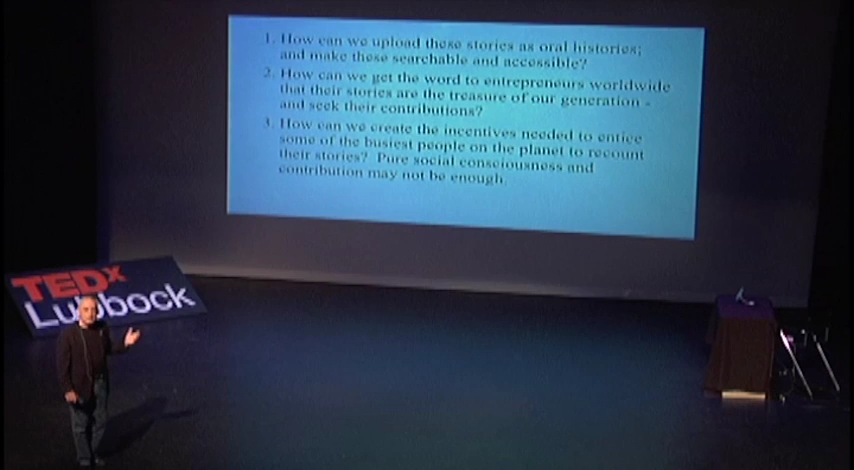 1. How can we upload these stories as oral histories;
and make these searchable and accessible?
2. How can we get the word to entrepreneurs worldwide
that their stories are the treasure of our generation -
and seek their contributions?
3. How can we create the incentives needed to entice
some of the busiest people on the planet to recount
their stories? Pure social consciousness and
contribution may not be enough.
TEDx
Lubbock